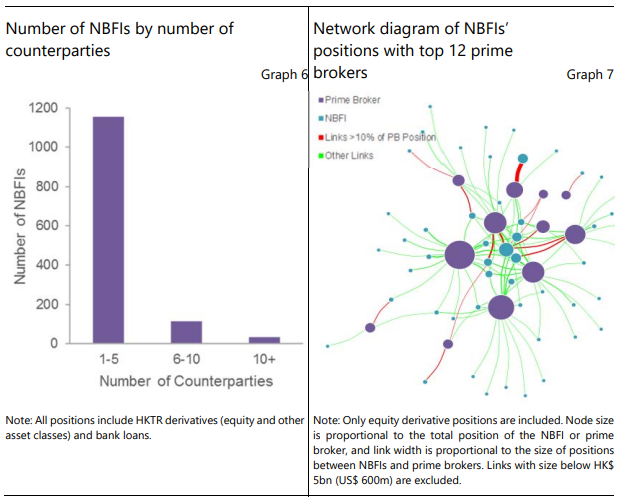 Number of NBFIs by number of
counterparties
Graph 6
1200
1000
800
600
400
200
0
Number of NBFIs
1-5
6-10
10+
Number of Counterparties
Note: All positions include HKTR derivatives (equity and other
asset classes) and bank loans.
Network diagram of NBFIs’
positions with top 12 prime
brokers
Graph 7
Prime Broker
NBFI
Links >10% of PB Position
Other Links
Note: Only equity derivative positions are included. Node size
is proportional to the total position of the NBFI or prime
broker, and link width is proportional to the size of positions
between NBFIs and prime brokers. Links with size below HK$
5bn (US$ 600m) are excluded.